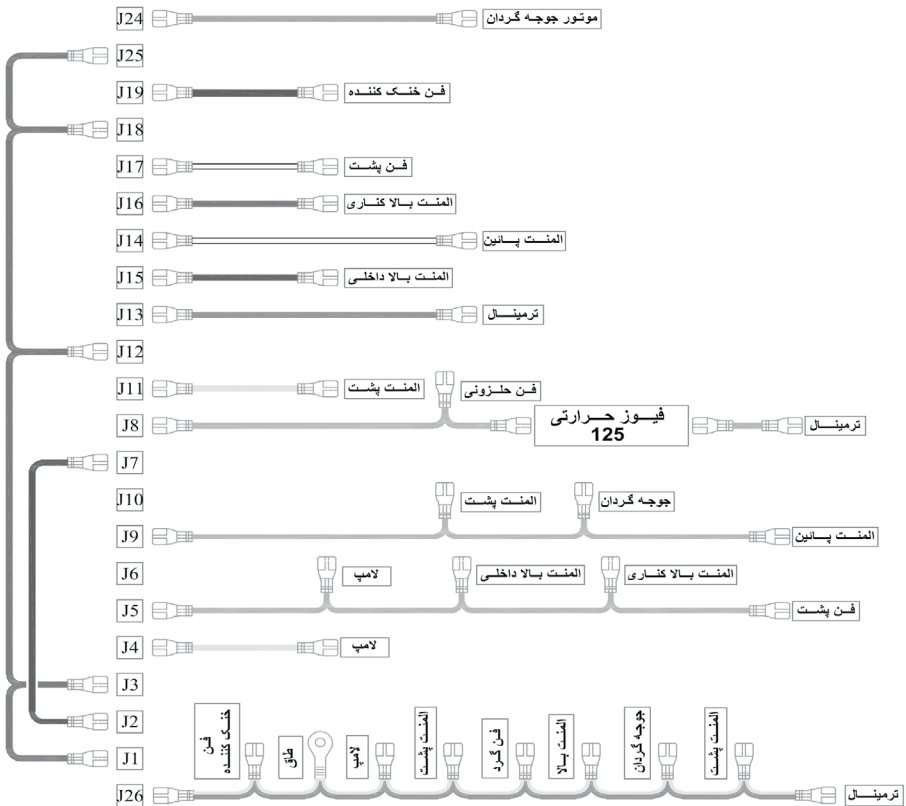 J24 موتور جوجه گردان
J25
J19 فن خنک کننده
J18
J17 فن پشت
J16 المنت بالا کناری
J14 المنت پائین
J15 المنت بالا داخلی
J13 ترمینال
J12
J11 المنت پشت فن حلزونی
J8 فیوز حرارتی ترمینال
125
J7
J10 المنت پشت جوجه گردان
J9 المنت پائین
J6 لامپ المنت بالا داخلی المنت بالا کناری
J5 فن پشت
J4 لامپ
J3
J2
J1
فن خنک کننده
طاق
لامپ
المنت پشت
فن گرد
المنت بالا
جوجه گردان
المنت پشت
J26 ترمینال